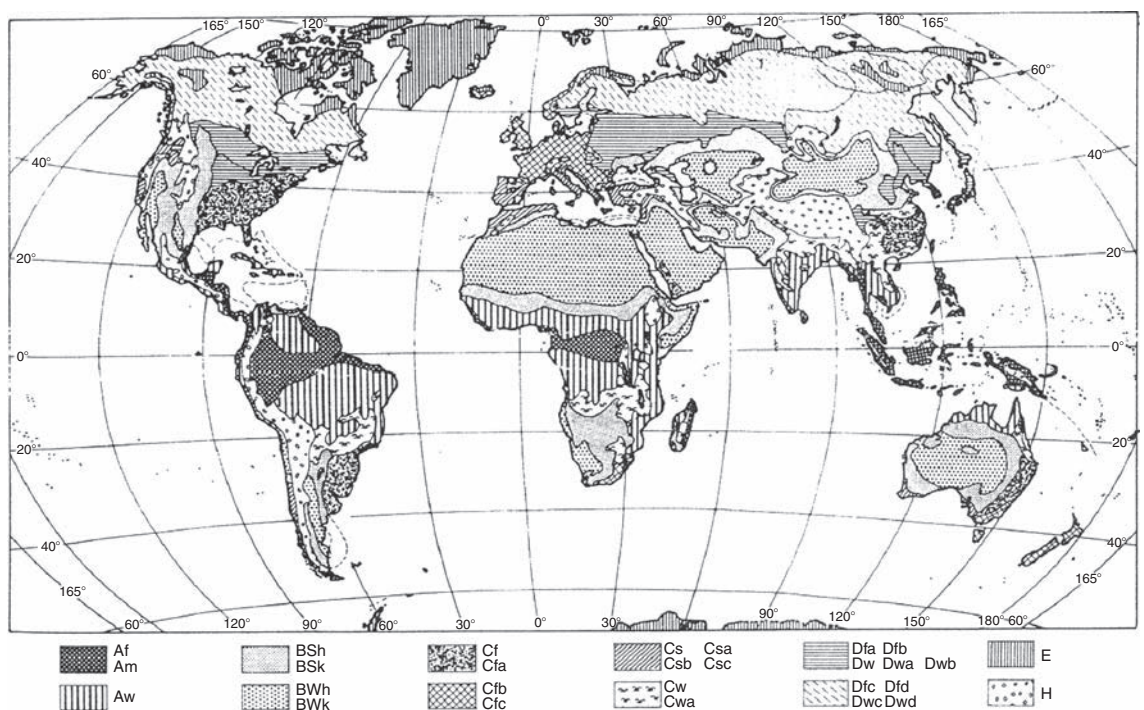 165° 150° 120° 0° 30° 60° 90° 120° 150° 180° 165°
60° 60°
40° 40°
20° 20°
0° 0°
20° 20°
40° 40°
165° 165°
60° 120° 90° 60° 30° 0° 30° 90° 120° 150° 180° 60°
Af BSh Cf Cs Csa Dfa Dfb E
Am BSk Cfa Csb Csc Dw Dwa Dwb
Aw BWh Cfb Cw Dfc Dfd H
BWk Cfc Cwa Dwc Dwd